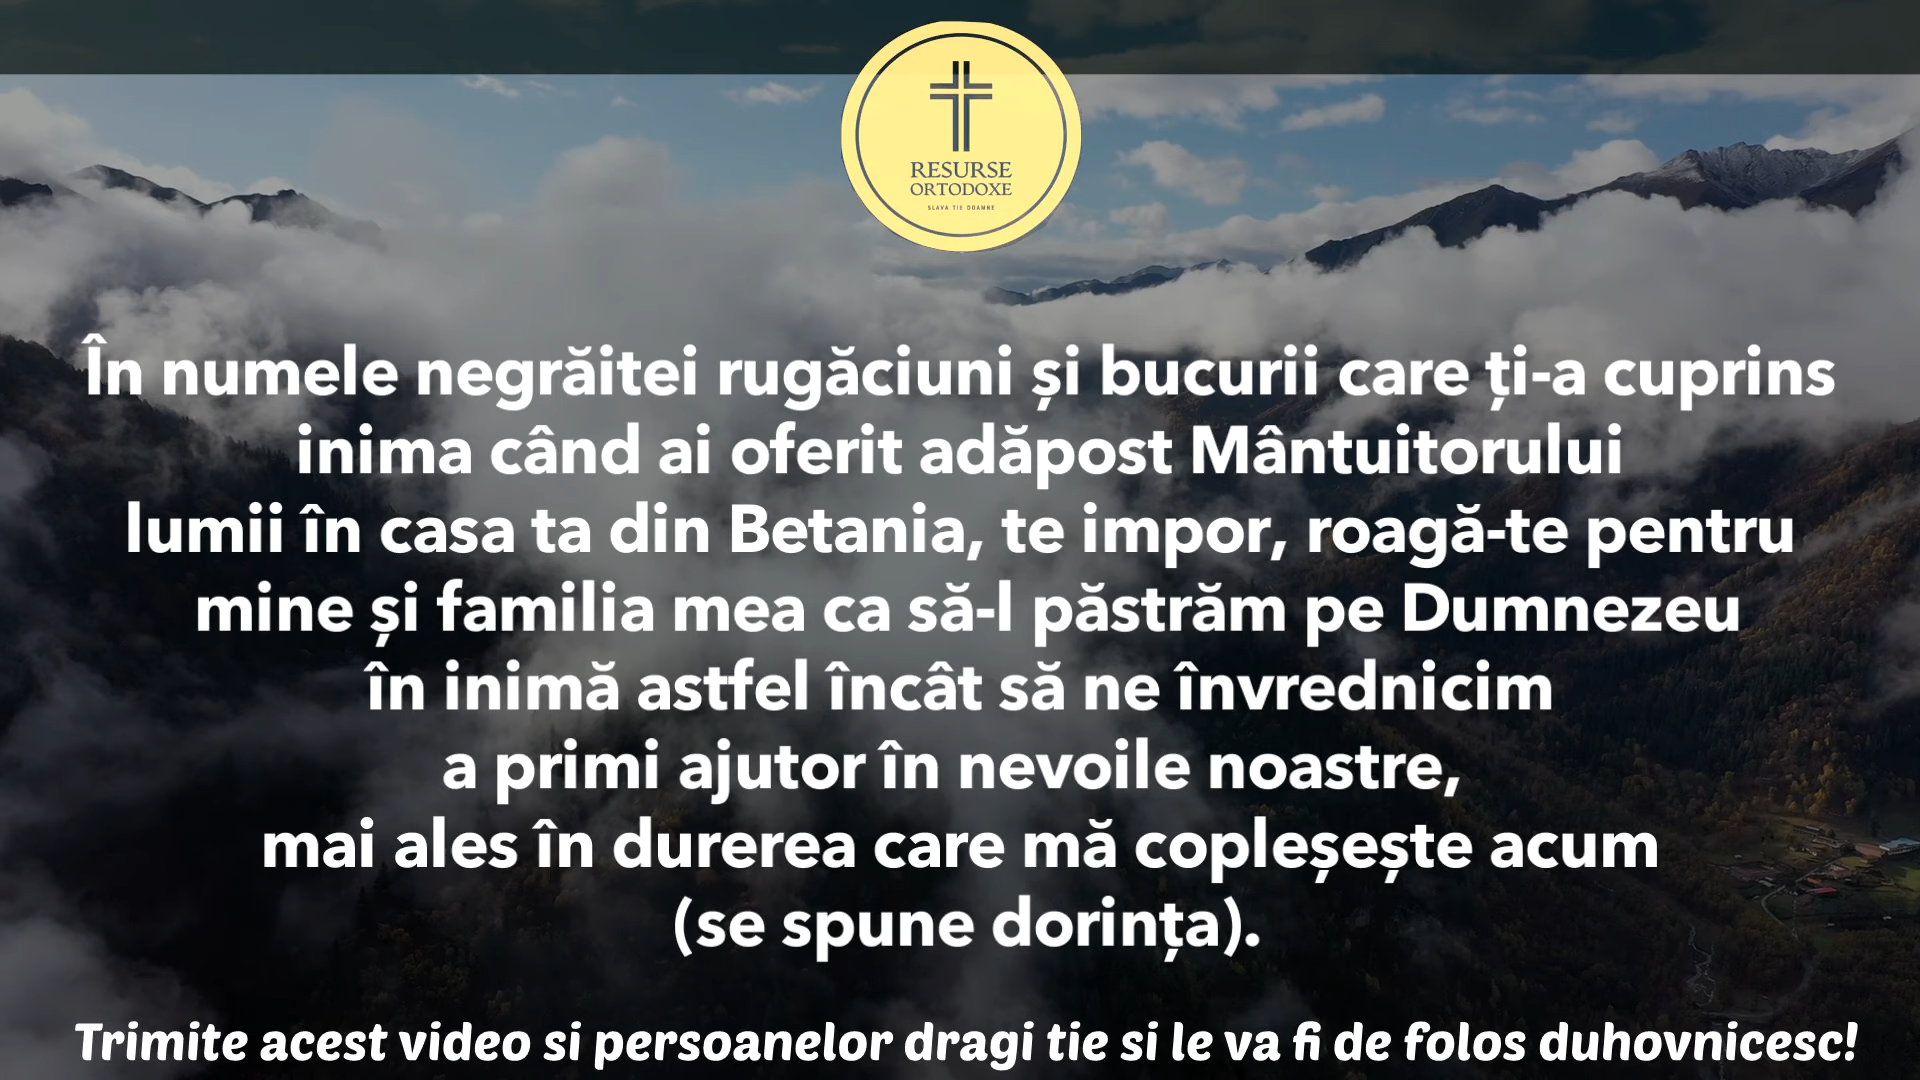 RESURSE
ORTODOXE
SLAVA TIE DOAMNE
În numele negrăitei rugăciuni și bucurii care ți-a cuprins
inima când ai oferit adăpost Mântuitorului
lumii în casa ta din Betania, te impor, roagă-te pentru
mine și familia mea ca să-l păstrăm pe Dumnezeu
în inimă astfel încât să ne învrednicim
a primi ajutor în nevoile noastre,
mai ales în durerea care mă copleșește acum
(se spune dorința).
Trimite acest video si persoanelor dragi tie si le va fi de folos duhovnicesc!